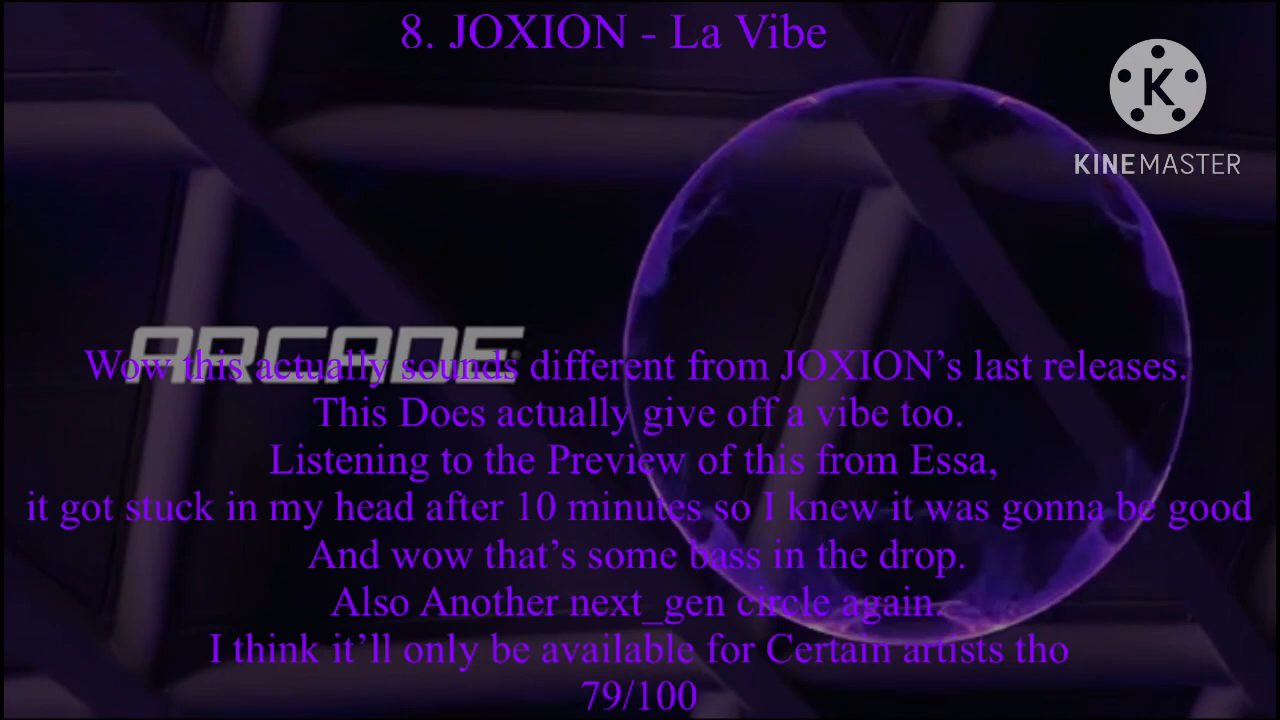 8. JOXION - La Vibe
K
KINEMASTER
ARCADE
Wow this actually sounds different from JOXION’s last releases.
This Does actually give off a vibe too.
Listening to the Preview of this from Essa,
it got stuck in my head after 10 minutes so I knew it was gonna be good
And wow that’s some bass in the drop.
Also Another next_gen circle again.
I think it’ll only be available for Certain artists tho
79/100